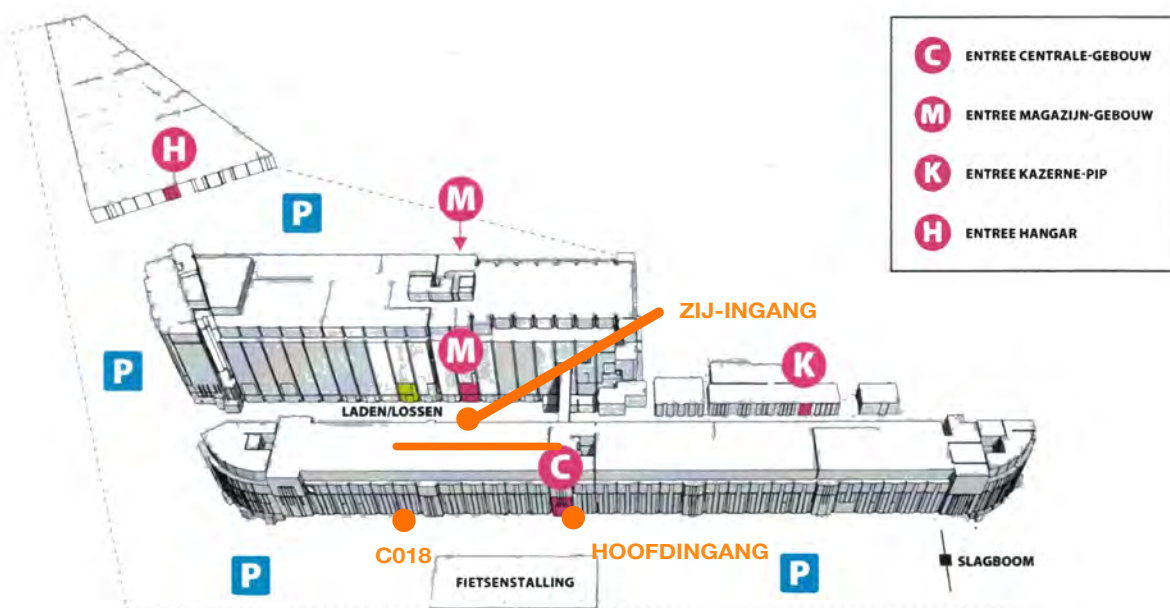 C ENTREE CENTRALE-GEBOUW
M ENTREE MAGAZIJN-GEBOUW
K ENTREE KAZERNE-PIP
H ENTREE HANGAR
H
P
M
ZIJ-INGANG
M
P
K
LADEN/LOSSEN
C
C018
HOOFDINGANG
P
FIETSENSTALLING
P
SLAGBOOM